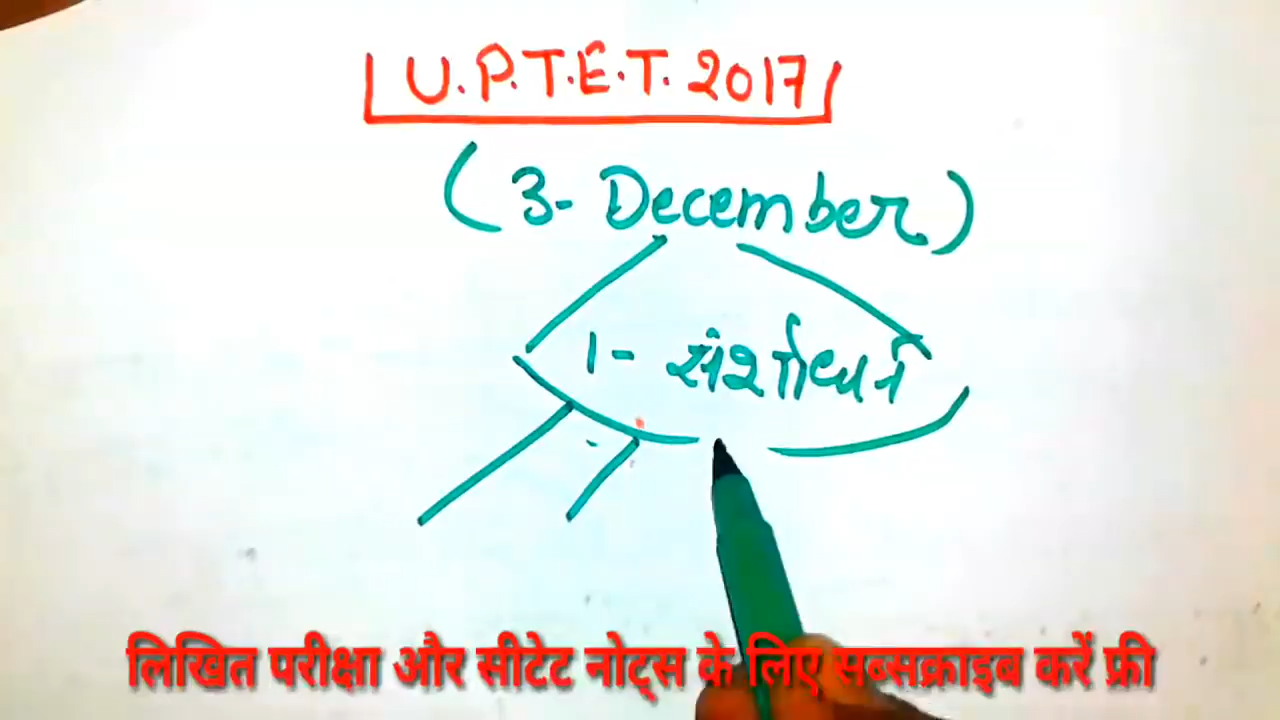 U.P.T.E.T. 2017
(3- December)
1-
लिखित परीक्षा और सीटेट नोट्स के लिए सब्सक्राइब करें फ्री